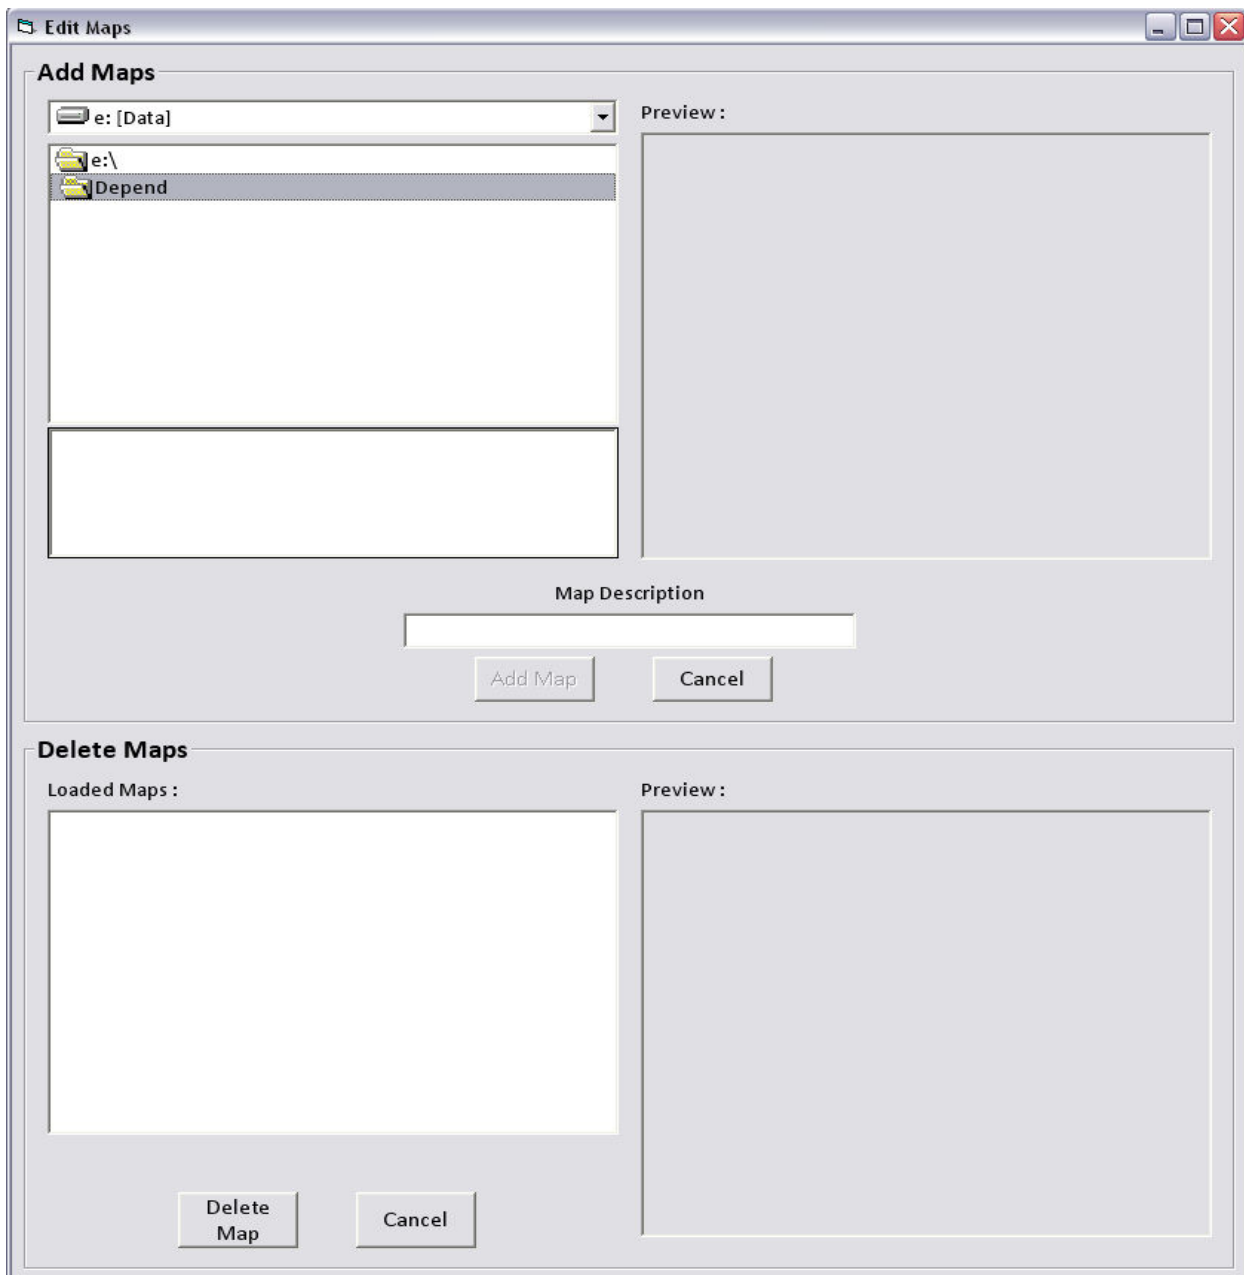 Edit Maps
Add Maps
e: [Data]
Preview :
e:\
Depend
Map Description
Add Map
Cancel
Delete Maps
Loaded Maps :
Preview :
Delete
Map
Cancel